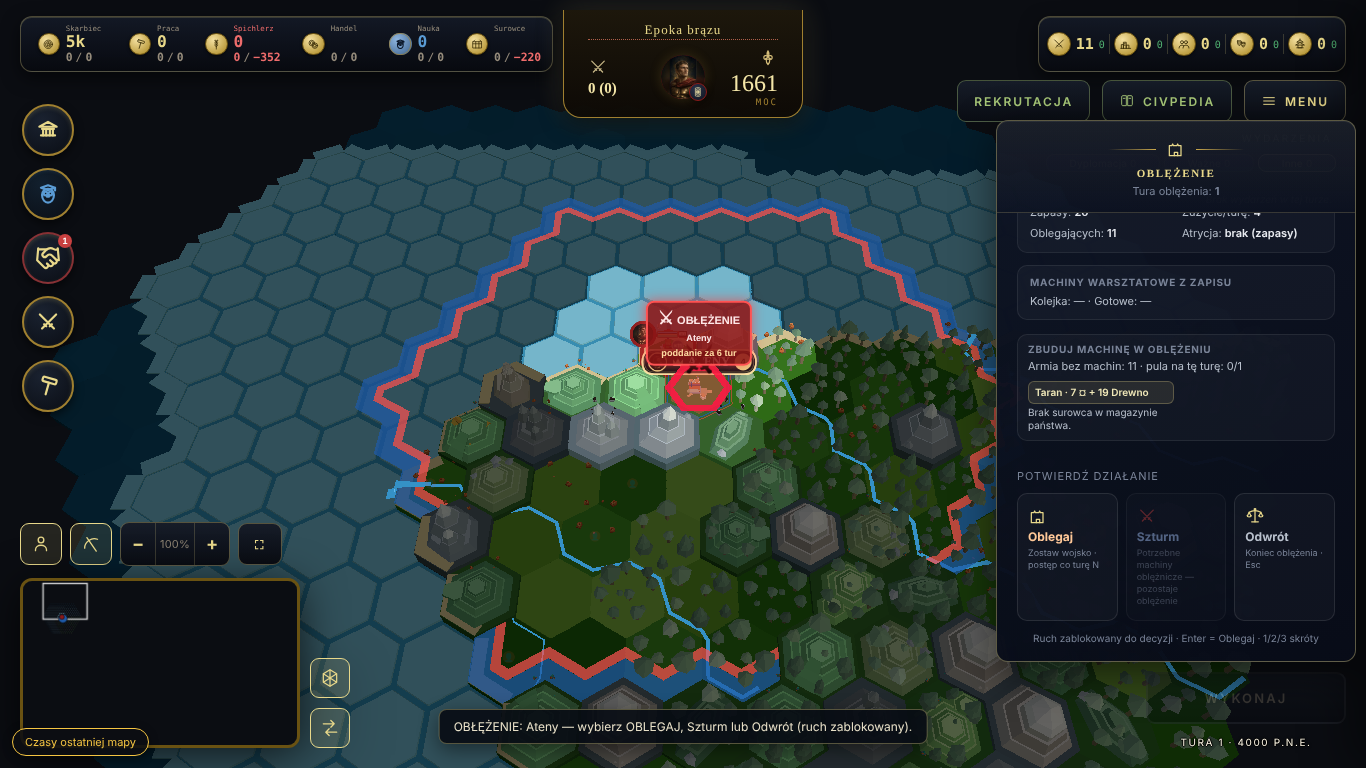 Skarbiec
5k
0 / 0
Praca
0
0 / 0
Spichlerz
0
0 / −352
Handel
0 / 0
Nauka
0
0 / 0
Surowce
0 / −220
Epoka brązu
0 (0)
1661
MOC
11 0
0 0
0 0
0 0
0 0
REKRUTACJA
CIVPEDIA
MENU
1
OBLĘŻENIE
Tura oblężenia: 1
Zapasy: 20
Zużycie/turę: 4
Oblegających: 11
Atrycja: brak (zapasy)
MACHINY WARSZTATOWE Z ZAPISU
Kolejka: — · Gotowe: —
ZBUDUJ MACHINĘ W OBLĘŻENIU
Armia bez machin: 11 · pula na tę turę: 0/1
Taran · 7 ¤ + 19 Drewno
Brak surowca w magazynie
państwa.
POTWIERDŹ DZIAŁANIE
Oblegaj
Zostaw wojsko ·
postęp co turę N
Szturm
Potrzebne
machiny
oblężnicze —
pozostaje
oblężenie
Odwrót
Koniec oblężenia ·
Esc
Ruch zablokowany do decyzji · Enter = Oblegaj · 1/2/3 skróty
OBLĘŻENIE
Ateny
poddanie za 6 tur
− 100% +
Czasy ostatniej mapy
OBLĘŻENIE: Ateny — wybierz OBLEGAJ, Szturm lub Odwrót (ruch zablokowany).
WYKONAJ
TURA 1 · 4000 P.N.E.